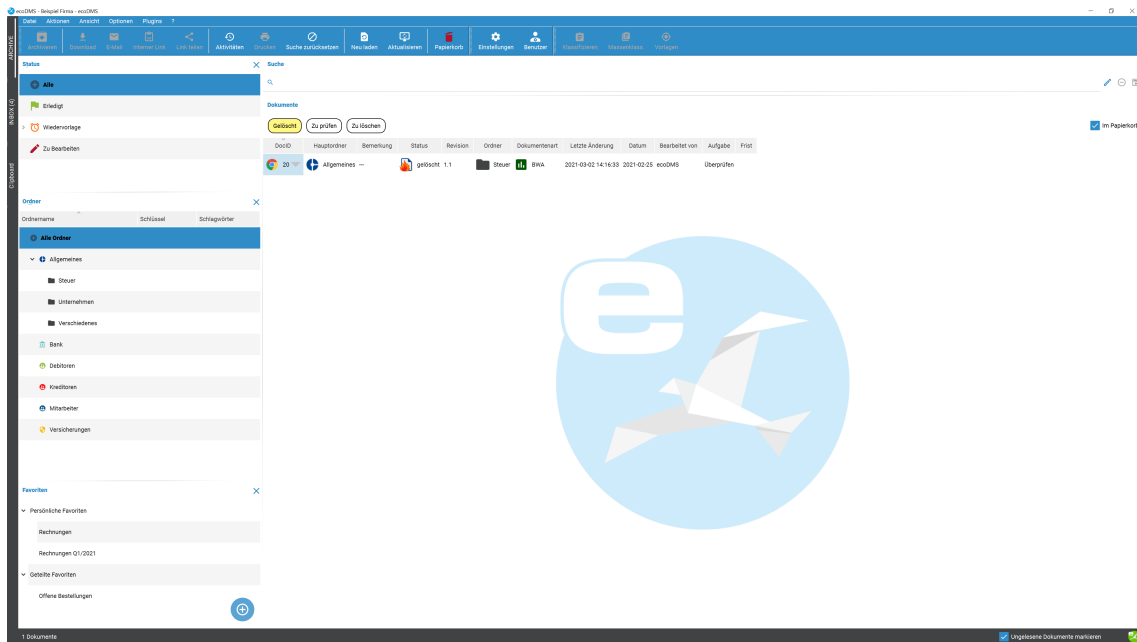 ecoDMS - Beispiel Firma - ecoDMS
Datei Aktionen Ansicht Optionen Plugins ?
Archivieren Download E-Mail Interner Link Link teilen Aktivitäten Drucken Suche zurücksetzen Neu laden Aktualisieren Papierkorb Einstellungen Benutzer Klassifizieren Massenklass. Vorlagen
ARCHIVE
INBOX (4)
Clipboard
Status
Alle
Erledigt
Wiedervorlage
Zu Bearbeiten
Ordner
Ordnername Schlüssel Schlagwörter
Alle Ordner
Allgemeines
Steuer
Unternehmen
Verschiedenes
Bank
Debitoren
Kreditoren
Mitarbeiter
Versicherungen
Favoriten
Persönliche Favoriten
Rechnungen
Rechnungen Q1/2021
Geteilte Favoriten
Offene Bestellungen
Suche
Dokumente
Gelöscht Zu prüfen Zu löschen Im Papierkorb
DocID Hauptordner Bemerkung Status Revision Ordner Dokumentenart Letzte Änderung Datum Bearbeitet von Aufgabe Frist
20 Allgemeines — gelöscht 1.1 Steuer BWA 2021-03-02 14:16:33 2021-02-25 ecoDMS Überprüfen
e
1 Dokumente Ungelesene Dokumente markieren